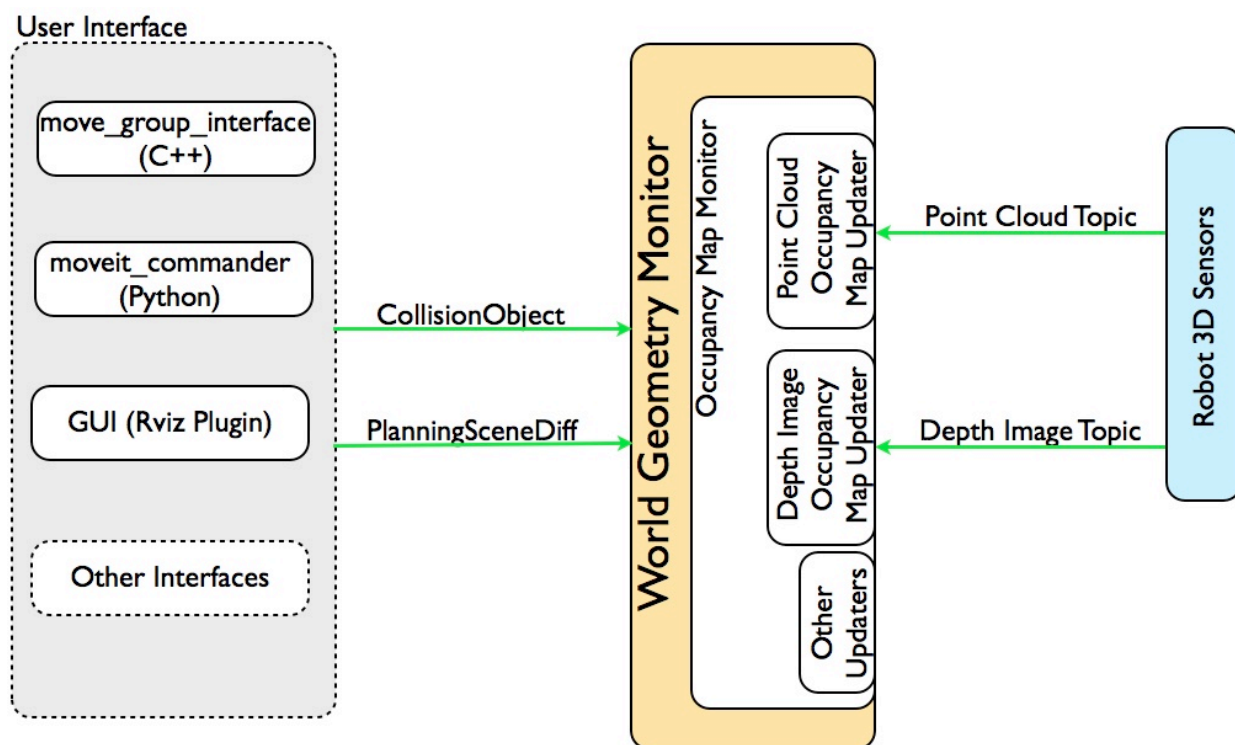 User Interface
move_group_interface
(C++)
moveit_commander
(Python)
GUI (Rviz Plugin)
Other Interfaces
CollisionObject
PlanningSceneDiff
World Geometry Monitor
Occupancy Map Monitor
Point Cloud
Occupancy
Map Updater
Depth Image
Occupancy
Map Updater
Other
Updaters
Point Cloud Topic
Depth Image Topic
Robot 3D Sensors